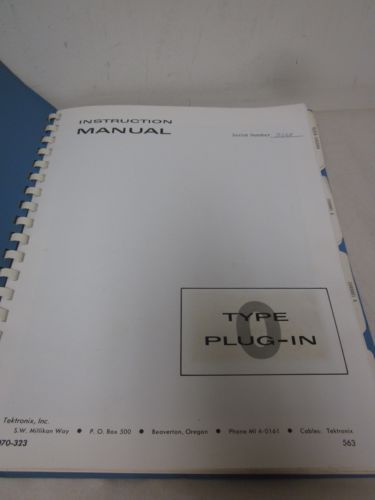 INSTRUCTION
MANUAL
Serial Number
TYPE
O
PLUG-IN
Tektronix, Inc.
S.W. Millikan Way ● P. O. Box 500 ● Beaverton, Oregon ● Phone MI 4-0161 ● Cables: Tektronix
070-323
563